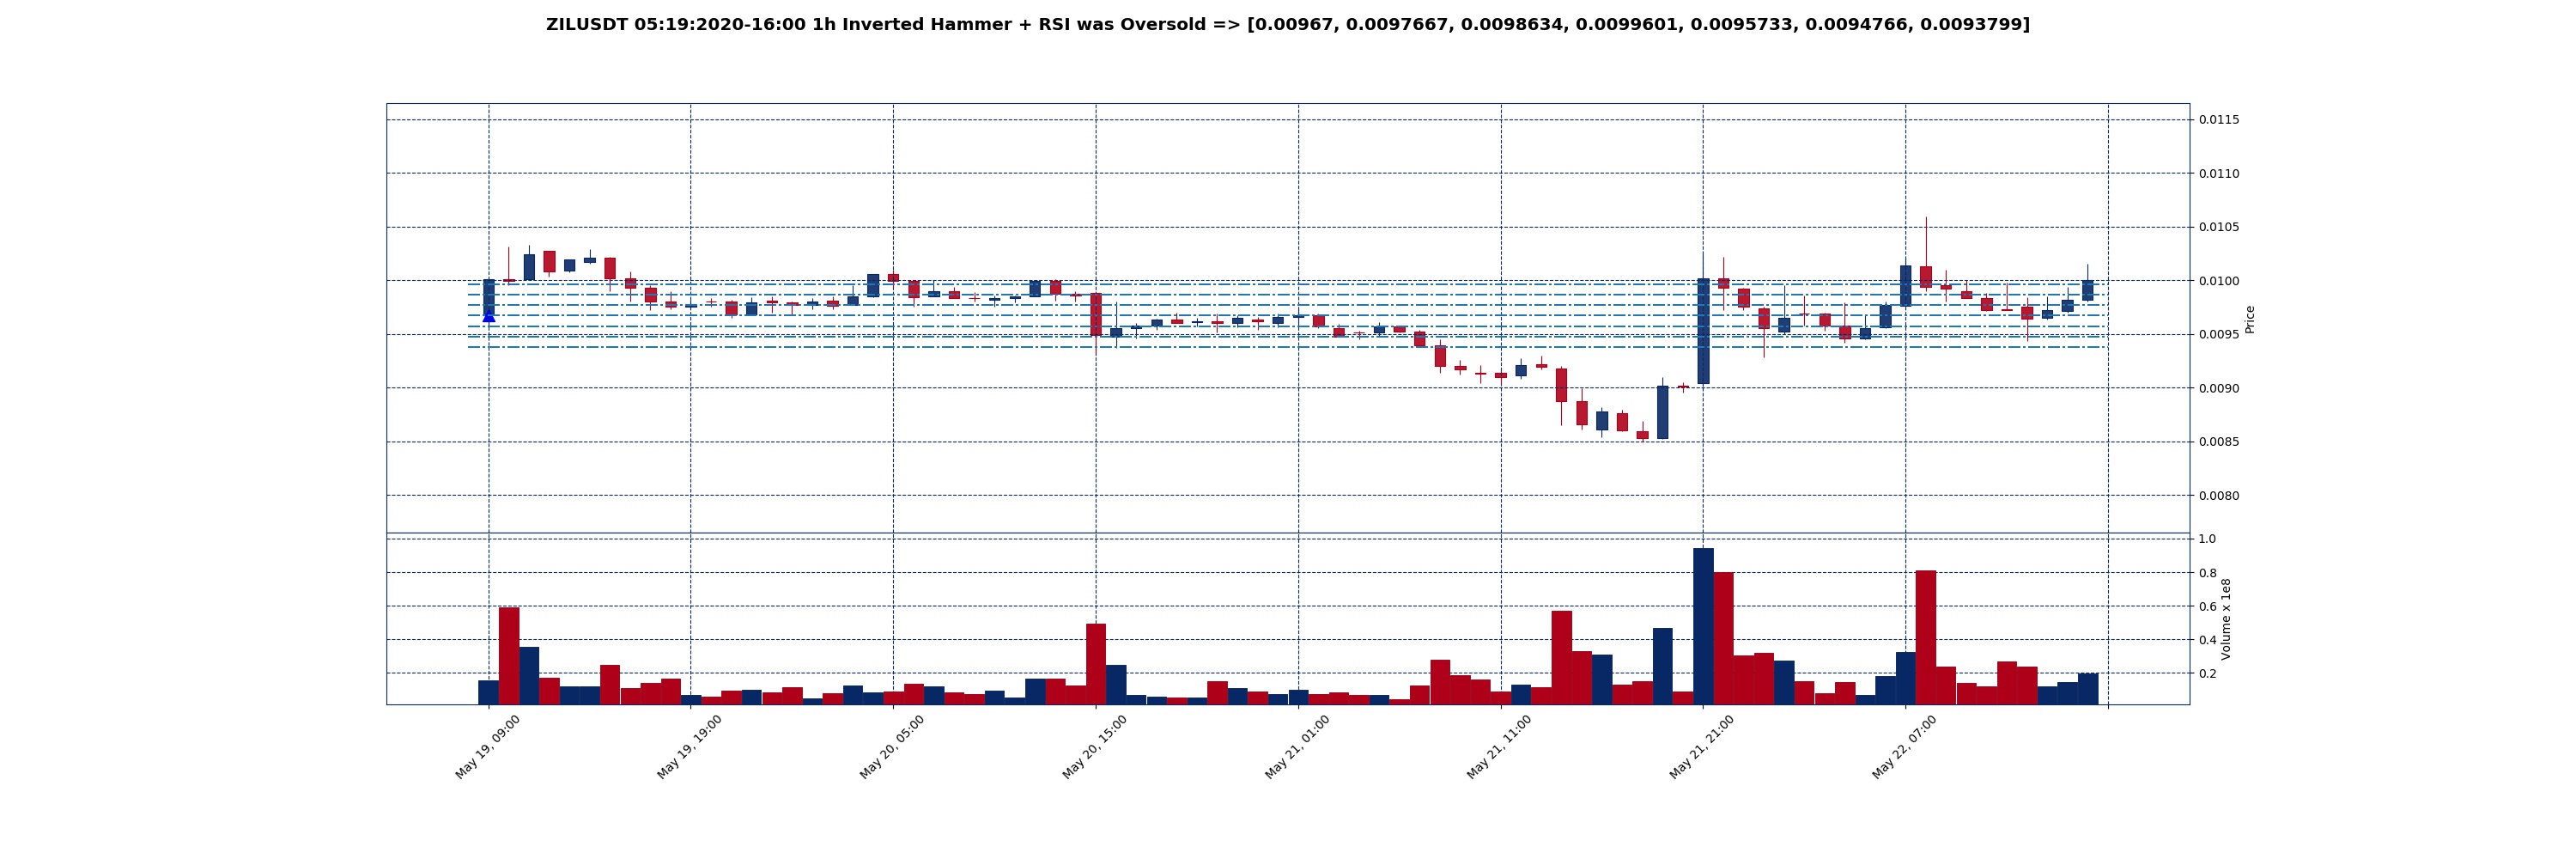 ZILUSDT 05:19:2020-16:00 1h Inverted Hammer + RSI was Oversold => [0.00967, 0.0097667, 0.0098634, 0.0099601, 0.0095733, 0.0094766, 0.0093799]
0.0115
0.0110
0.0105
0.0100
0.0095
0.0090
0.0085
0.0080
Price
1.0
0.8
0.6
0.4
0.2
Volume x 1e8
May 19, 09:00
May 19, 19:00
May 20, 05:00
May 20, 15:00
May 21, 01:00
May 21, 11:00
May 21, 21:00
May 22, 07:00